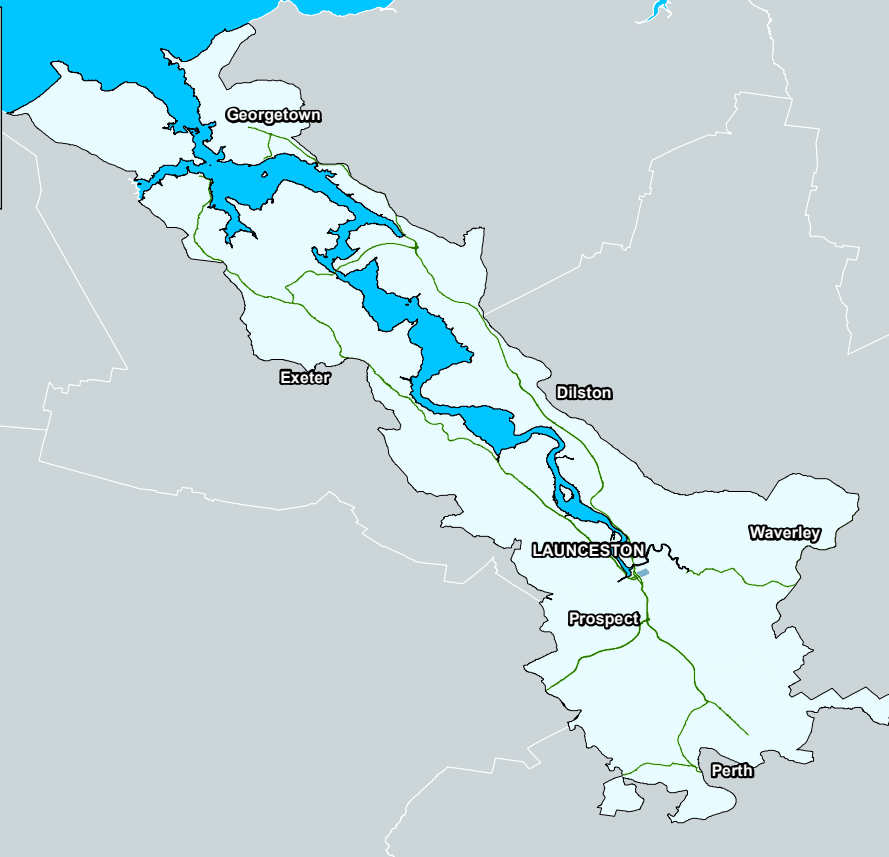 Georgetown
Exeter
Dilston
Waverley
LAUNCESTON
Prospect
Perth